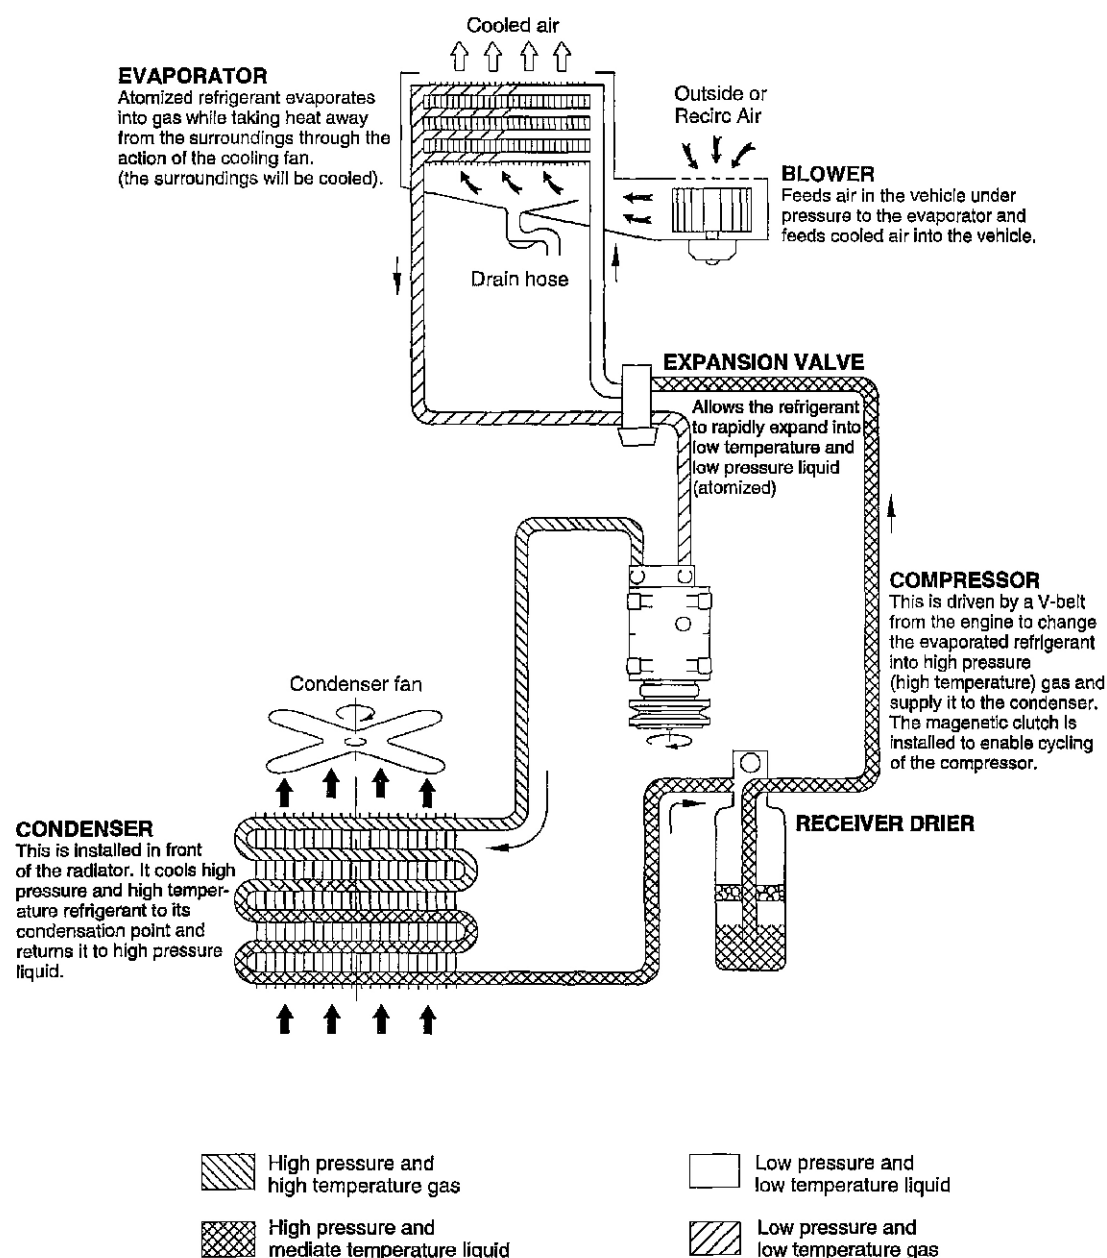 Cooled air
EVAPORATOR
Atomized refrigerant evaporates
into gas while taking heat away
from the surroundings through the
action of the cooling fan.
(the surroundings will be cooled).
Outside or
Recirc Air
BLOWER
Feeds air in the vehicle under
pressure to the evaporator and
feeds cooled air into the vehicle.
Drain hose
EXPANSION VALVE
Allows the refrigerant
to rapidly expand into
low temperature and
low pressure liquid
(atomized)
COMPRESSOR
This is driven by a V-belt
from the engine to change
the evaporated refrigerant
into high pressure
(high temperature) gas and
supply it to the condenser.
The magenetic clutch is
installed to enable cycling
of the compressor.
Condenser fan
CONDENSER
This is installed in front
of the radiator. It cools high
pressure and high temper-
ature refrigerant to its
condensation point and
returns it to high pressure
liquid.
RECEIVER DRIER
High pressure and
high temperature gas
High pressure and
mediate temperature liquid
Low pressure and
low temperature liquid
Low pressure and
low temperature gas